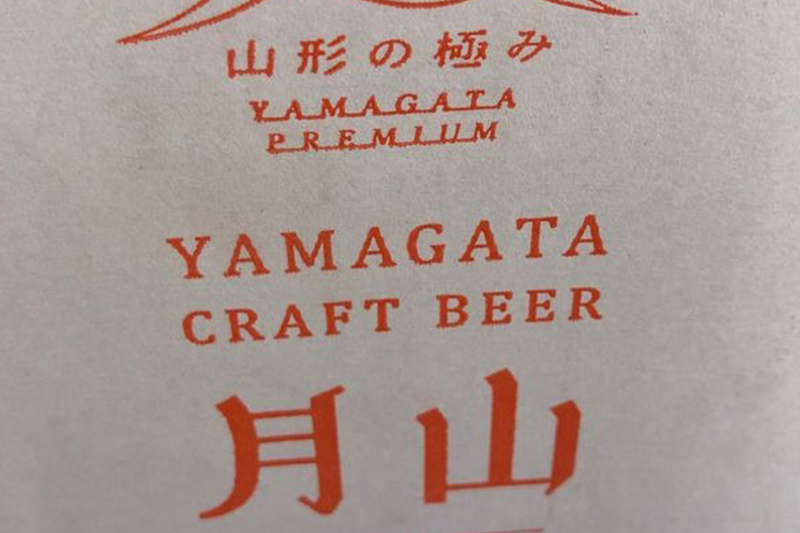 山形の極み
YAMAGATA
PREMIUM
YAMAGATA
CRAFT BEER
月山